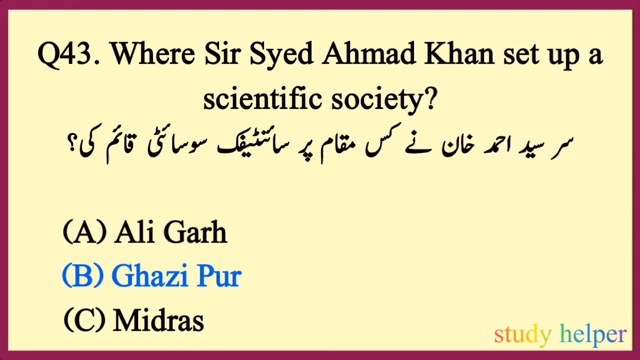 Q43. Where Sir Syed Ahmad Khan set up a
scientific society?
سر سید احمد خان نے کس مقام پر سائنٹیفک سوسائٹی قائم کی؟
(A) Ali Garh
(B) Ghazi Pur
(C) Midras
study helper